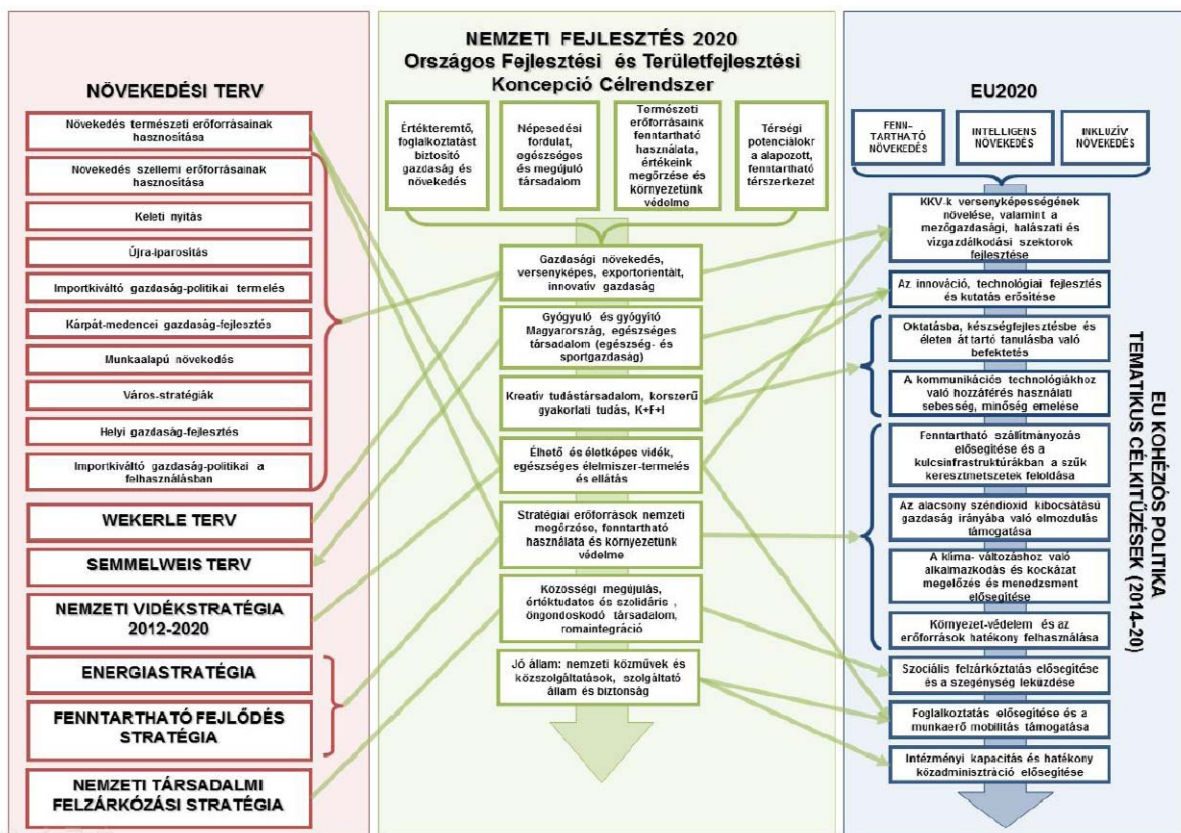 NÖVEKEDÉSI TERV
Növekedés természeti erőforrásainak
hasznosítása
Növekedés szellemi erőforrásainak
hasznosítása
Keleti nyitás
Újra-iparosítás
Importkiváltó gazdaság-politikai termelés
Kárpát-medencei gazdaság-fejlesztés
Munkaalapú növekedés
Város-stratégiák
Helyi gazdaság-fejlesztés
Importkiváltó gazdaság-politikai a
felhasználásban
WEKERLE TERV
SEMMELWEIS TERV
NEMZETI VIDÉKSTRATÉGIA
2012-2020
ENERGIASTRATÉGIA
FENNTARTHATÓ FEJLŐDÉS
STRATÉGIA
NEMZETI TÁRSADALMI
FELZÁRKÓZÁSI STRATÉGIA
NEMZETI FEJLESZTÉS 2020
Országos Fejlesztési és Területfejlesztési
Koncepció Célrendszer
Értékteremtő,
foglalkoztatást
biztosító
gazdaság és
növelkedés
Népesedési
fordulat,
egészséges
és megújuló
társadalom
Természeti
erőforrásaink
fenntartható
használata,
értékeink
megőrzése és
környezetünk
védelme
Térségi
potenciálokr
a alapozott,
fenntartható
térszerkezet
Gazdasági növekedés,
versenyképes, exportorientált,
innovatív gazdaság
Gyógyuló és gyógyító
Magyarország, egészséges
társadalom (egészség- és
sportgazdaság)
Kreatív tudástársadalom, korszerű
gyakorlati tudás, K+F+I
Élhető és életképes vidék,
egészséges élelmiszer-termelés
és ellátás
Stratégiai erőforrások nemzeti
megőrzése, fenntartható
használata és környezetünk
védelme
Közösségi megújulás,
értéktudatos és szolidáris ,
öngondoskodó társadalom,
romaintegráció
Jó állam: nemzeti közművek és
közszolgáltatások, szolgáltató
állam és biztonság
EU2020
FENN-
TARTHATÓ
NÖVEKEDÉS
INTELLIGENS
NÖVEKEDÉS
INKLUZÍV
NÖVEKEDÉS
KKV-k versenyképességének
növelése, valamint a
mezőgazdasági, halászati és
vízgazdálkodási szektorok
fejlesztése
Az innováció, technológiai fejlesztés
és kutatás erősítése
Oktatásba, készségfejlesztésbe és
életen át tartó tanulásba való
befektetés
A kommunikációs technológiákhoz
való hozzáférés használati
sebesség, minőség emelése
Fenntartható szállítmányozás
elősegítése és a
kulcsinfrastruktúrákban a szűk
keresztmetszetek feloldása
Az alacsony széndioxid kibocsátású
gazdaság irányába való elmozdulás
támogatása
A klíma- változáshoz való
alkalmazkodás és kockázat
megelőzés és menedzsment
elősegítése
Környezet-védelem és az
erőforrások hatékony felhasználása
Szociális felzárkóztatás elősegítése
és a szegénység leküzdése
Foglalkoztatás elősegítése és a
munkaerő mobilitás támogatása
Intézményi kapacitás és hatékony
közadminisztráció elősegítése
EU KOHÉZIÓS POLITIKA
TEMATIKUS CÉLKITŰZÉSEK (2014-20)